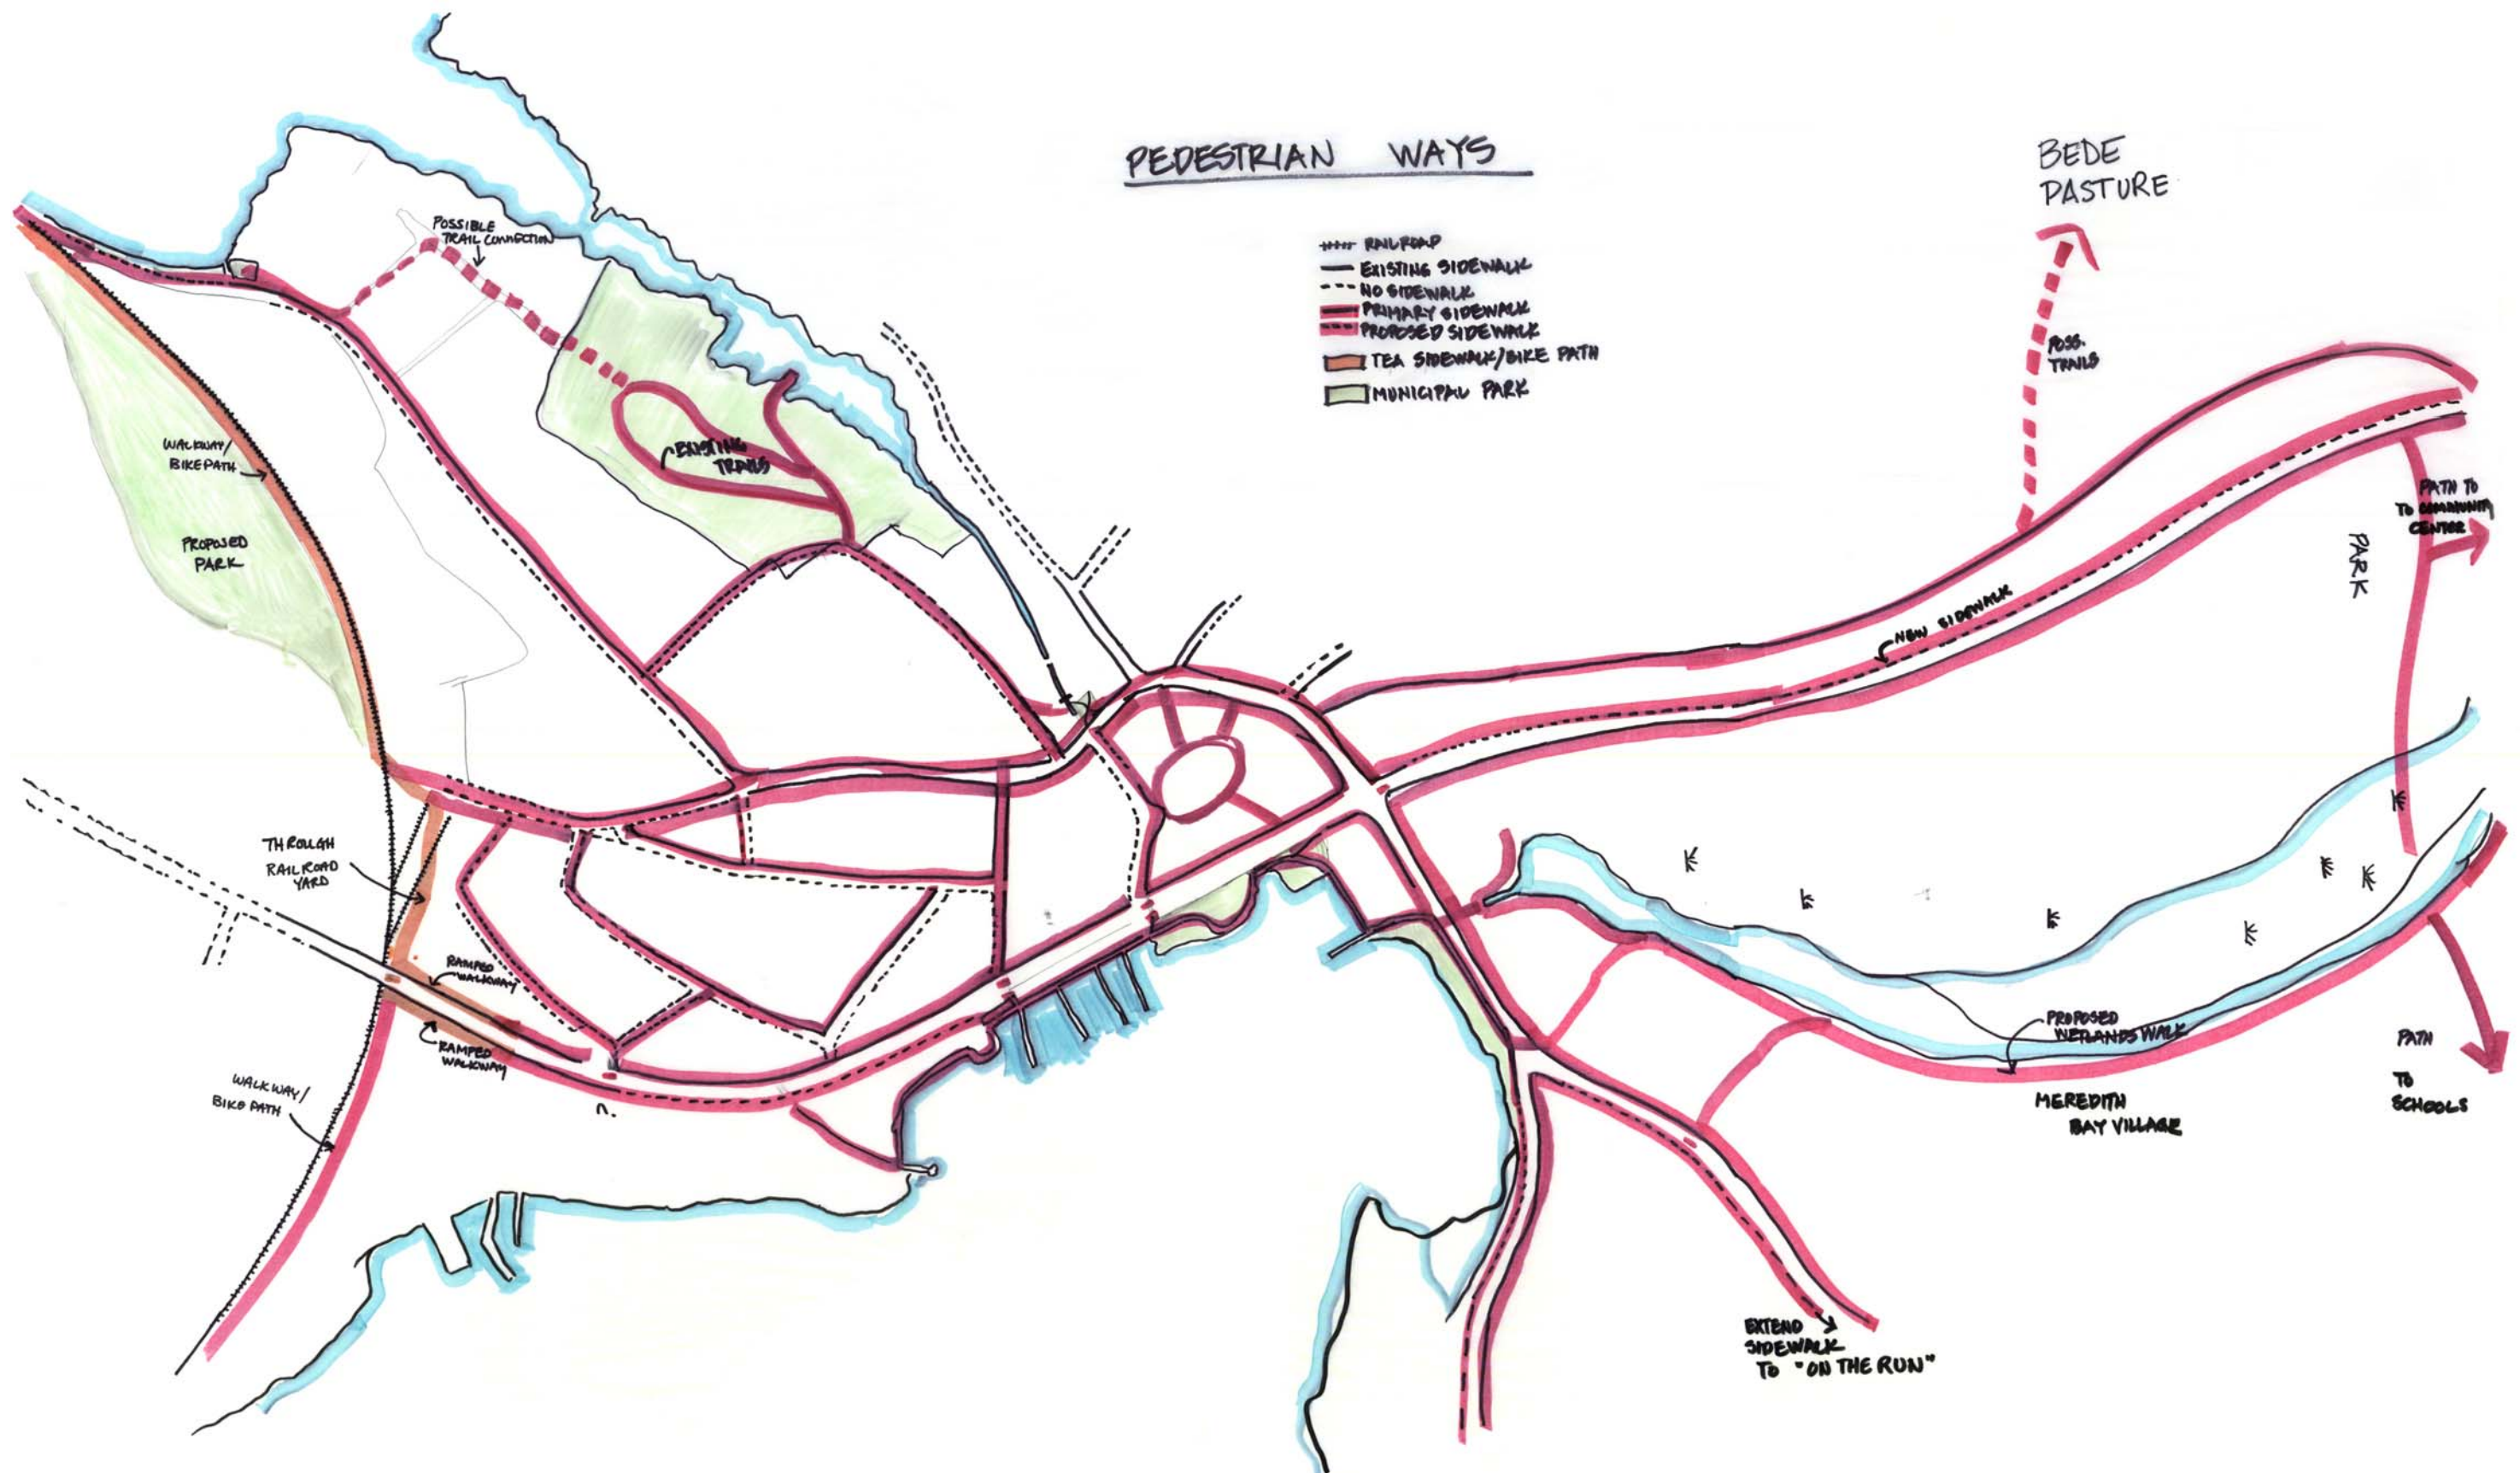 PEDESTRIAN WAYS
BEDE
PASTURE
RAILROAD
EXISTING SIDEWALK
NO SIDEWALK
PRIMARY SIDEWALK
PROPOSED SIDEWALK
TEA SIDEWALK/BIKE PATH
MUNICIPAL PARK
POSSIBLE
TRAIL CONNECTION
POSS.
TRAILS
WALKWAY/
BIKEPATH
EXISTING
TRAILS
PROPOSED
PARK
PATH TO
TO COMMUNITY
CENTER
PARK
NEW SIDEWALK
THROUGH
RAILROAD
YARD
RAMPED
WALKWAY
RAMPED
WALKWAY
WALKWAY/
BIKE PATH
PROPOSED
WETLANDS WALK
MEREDITH
BAY VILLAGE
PATH
TO
SCHOOLS
EXTEND
SIDEWALK
TO "ON THE RUN"